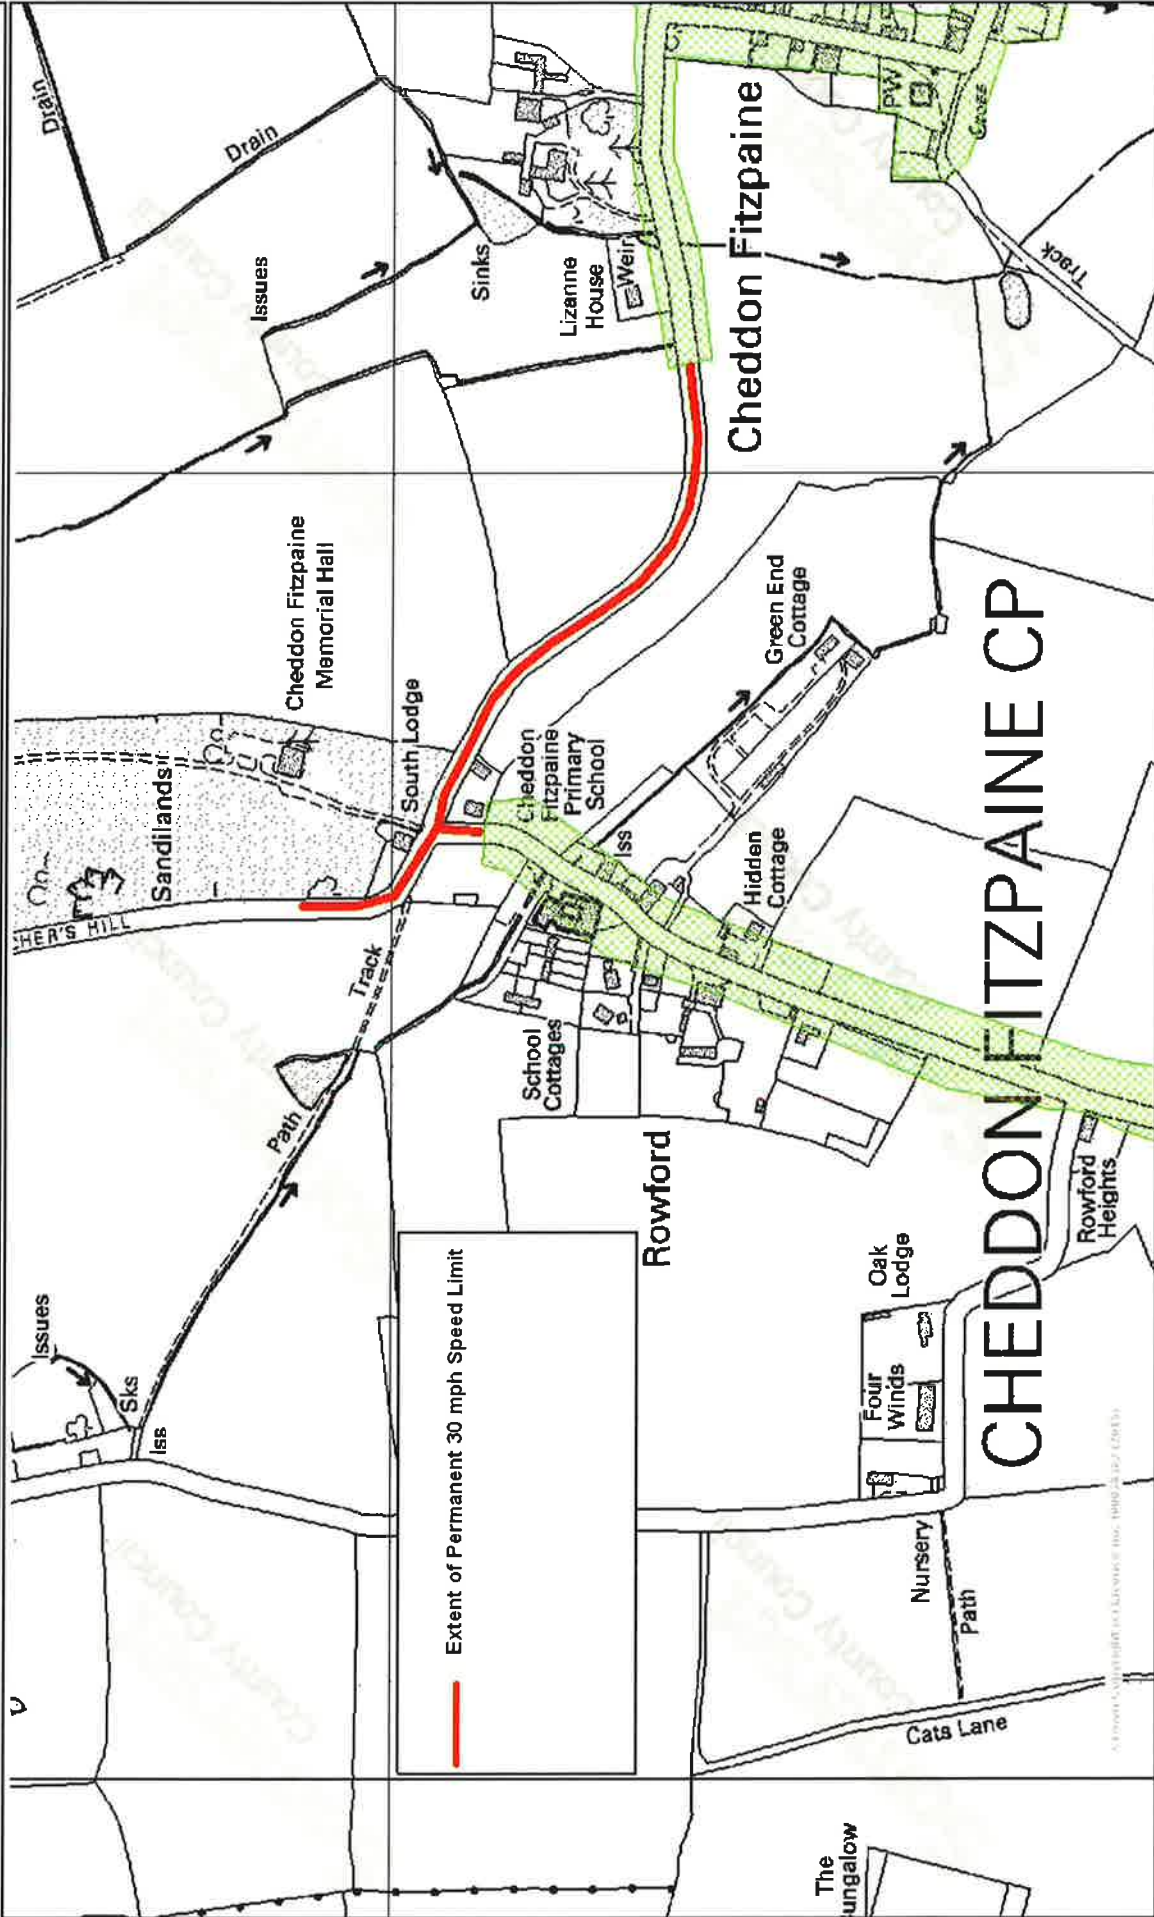 Drain
Drain
Issues
Sinks
Lizanne
House
Weir
PW
Track
Cheddon Fitzpaine
Cheddon Fitzpaine
Memorial Hall
Sandilands
South Lodge
HER'S HILL
Cheddon
Fitzpaine
Primary
School
Green End
Cottage
Iss
Hidden
Cottage
Track
Path
School
Cottages
Rowford
CHEDDON FITZPAINE CP
Rowford
Heights
Oak
Lodge
Four
Winds
Issues
Sks
Iss
Extent of Permanent 30 mph Speed Limit
Nursery
Path
Cats Lane
The
ungalow